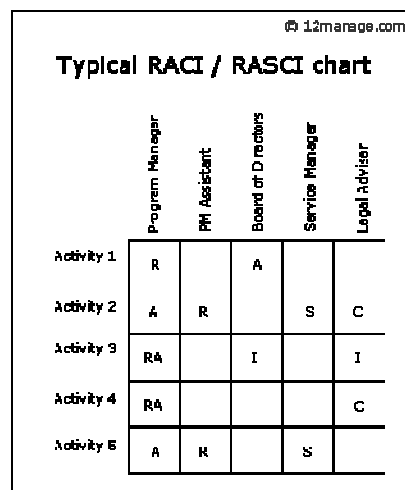 © 12manage.com
Typical RACI / RASCI chart
Program Manager
PM Assistant
Board of Directors
Service Manager
Legal Adviser
Activity 1 R A
Activity 2 A R S C
Activity 3 RA I I
Activity 4 RA C
Activity 5 A R S